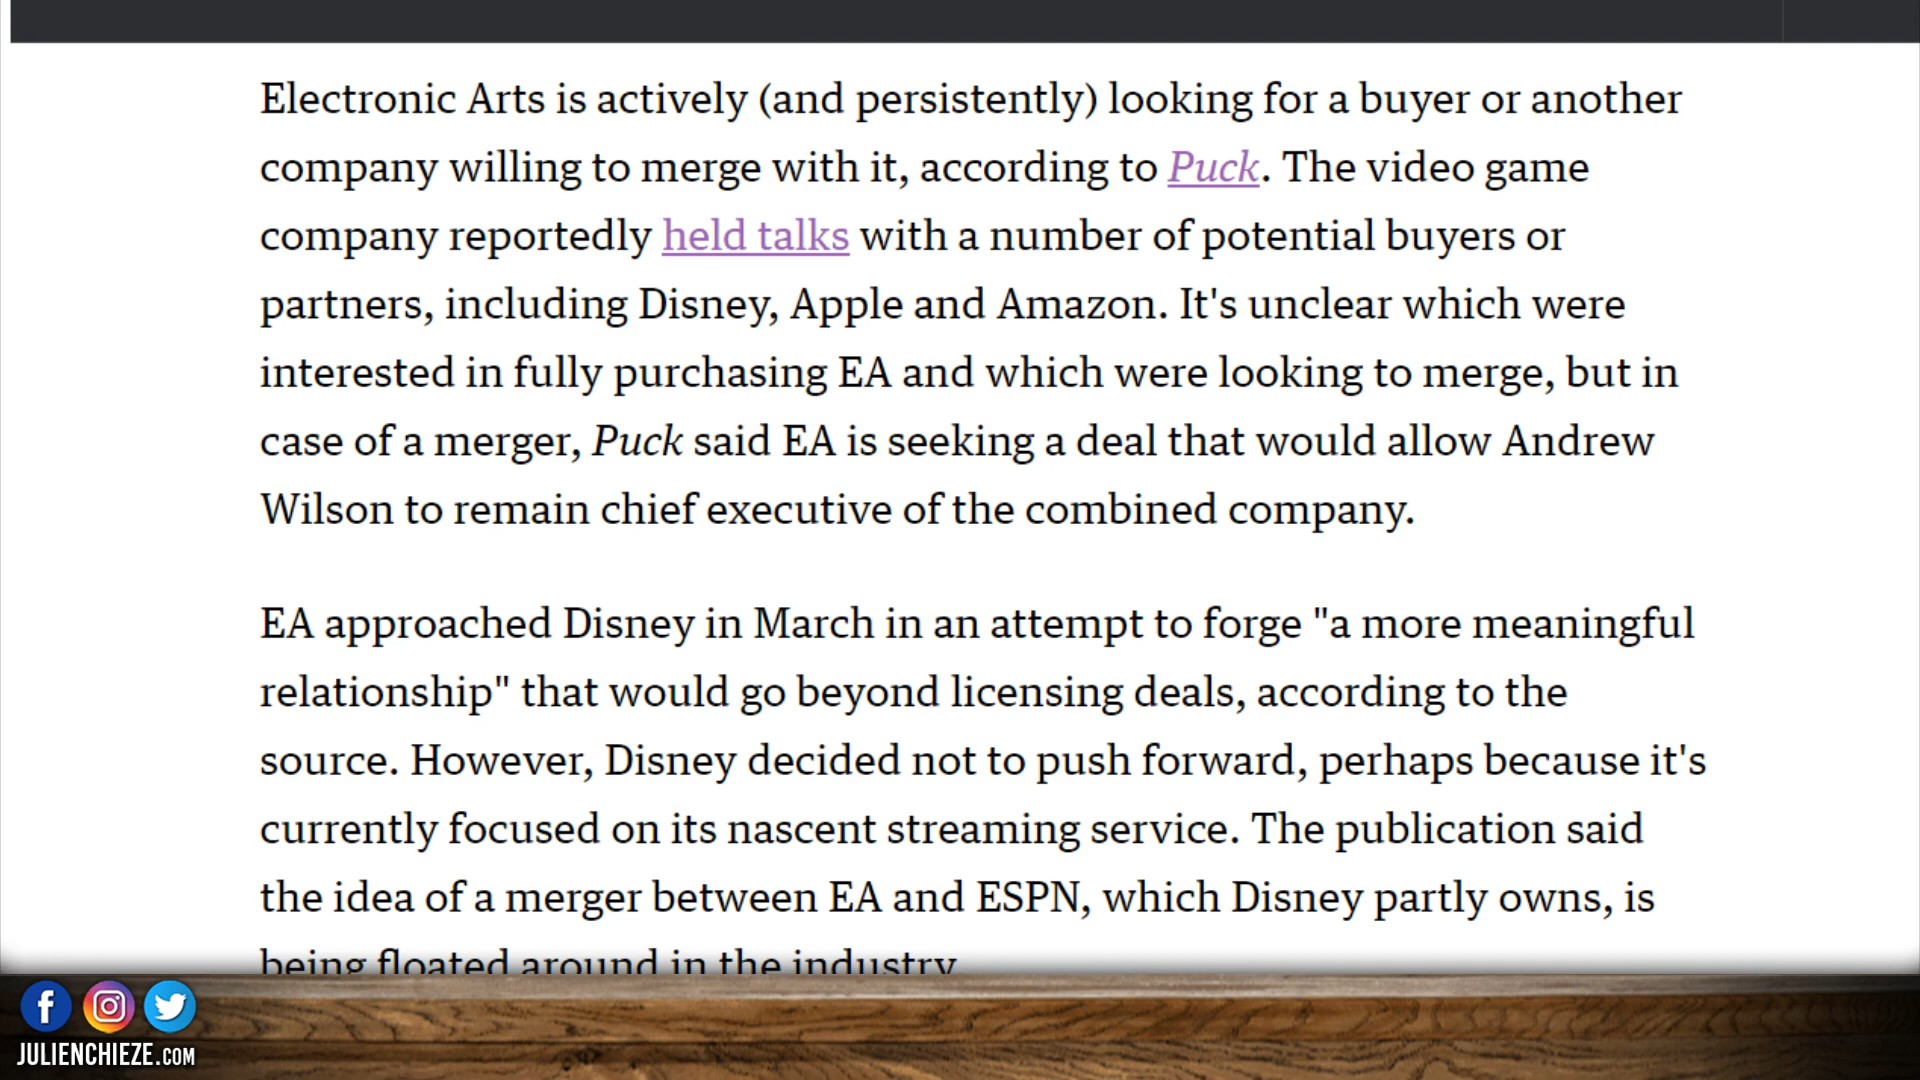 Electronic Arts is actively (and persistently) looking for a buyer or another
company willing to merge with it, according to Puck. The video game
company reportedly held talks with a number of potential buyers or
partners, including Disney, Apple and Amazon. It's unclear which were
interested in fully purchasing EA and which were looking to merge, but in
case of a merger, Puck said EA is seeking a deal that would allow Andrew
Wilson to remain chief executive of the combined company.
EA approached Disney in March in an attempt to forge "a more meaningful
relationship" that would go beyond licensing deals, according to the
source. However, Disney decided not to push forward, perhaps because it's
currently focused on its nascent streaming service. The publication said
the idea of a merger between EA and ESPN, which Disney partly owns, is
being floated around in the industry
JULIENCHIEZE.COM